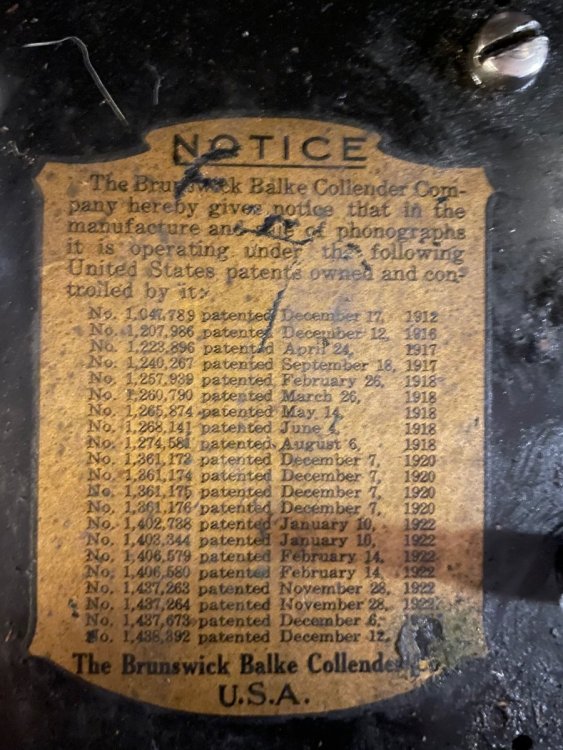 NOTICE
The Brunswick Balke Collender Com-
pany hereby gives notice that in the
manufacture and sale of phonographs
it is operating under the following
United States patents owned and con-
trolled by it:
No. 1,047,789 patented December 17, 1912
No. 1,207,986 patented December 12, 1916
No. 1,223,896 patented April 24, 1917
No. 1,240,267 patented September 18, 1917
No. 1,257,939 patented February 26, 1918
No. 1,260,790 patented March 26, 1918
No. 1,265,874 patented May 14, 1918
No. 1,268,141 patented June 4, 1918
No. 1,274,581 patented August 6, 1918
No. 1,361,173 patented December 7, 1920
No. 1,361,174 patented December 7, 1920
No. 1,361,175 patented December 7, 1920
No. 1,361,176 patented December 7, 1920
No. 1,402,738 patented January 10, 1922
No. 1,403,344 patented January 10, 1922
No. 1,406,579 patented February 14, 1922
No. 1,406,580 patented February 14, 1922
No. 1,437,263 patented November 28, 1922
No. 1,437,264 patented November 28, 1922
No. 1,437,673 patented December
No. 1,438,392 patented December 12,
The Brunswick Balke Collender
U.S.A.